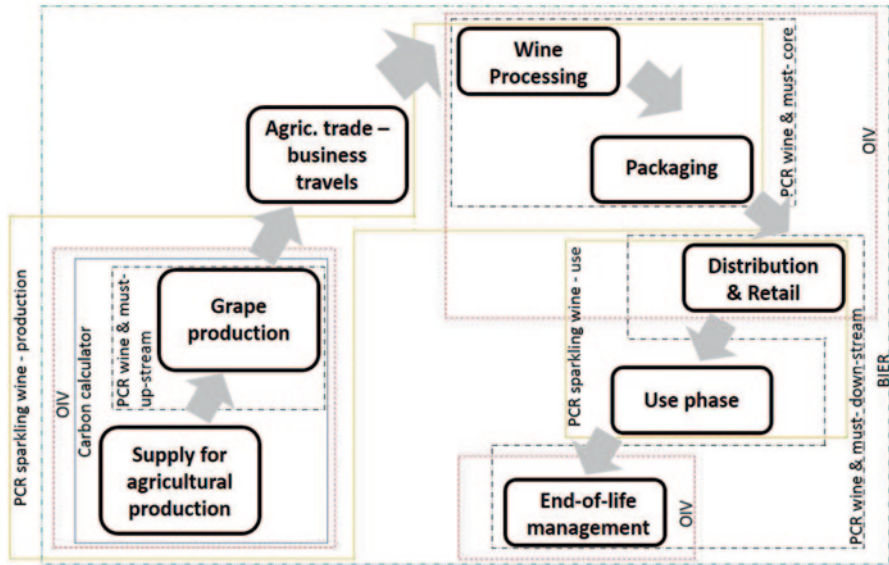 Wine
Processing
PCR wine & must- core
OIV
Agric. trade –
business
travels
Packaging
Distribution
& Retail
PCR sparkling wine - production
OIV
Carbon calculator
PCR wine & must-
up-stream
Grape
production
PCR sparkling wine - use
Use phase
PCR wine & must- down-stream
BIER
Supply for
agricultural
production
End-of-life
management
OIV